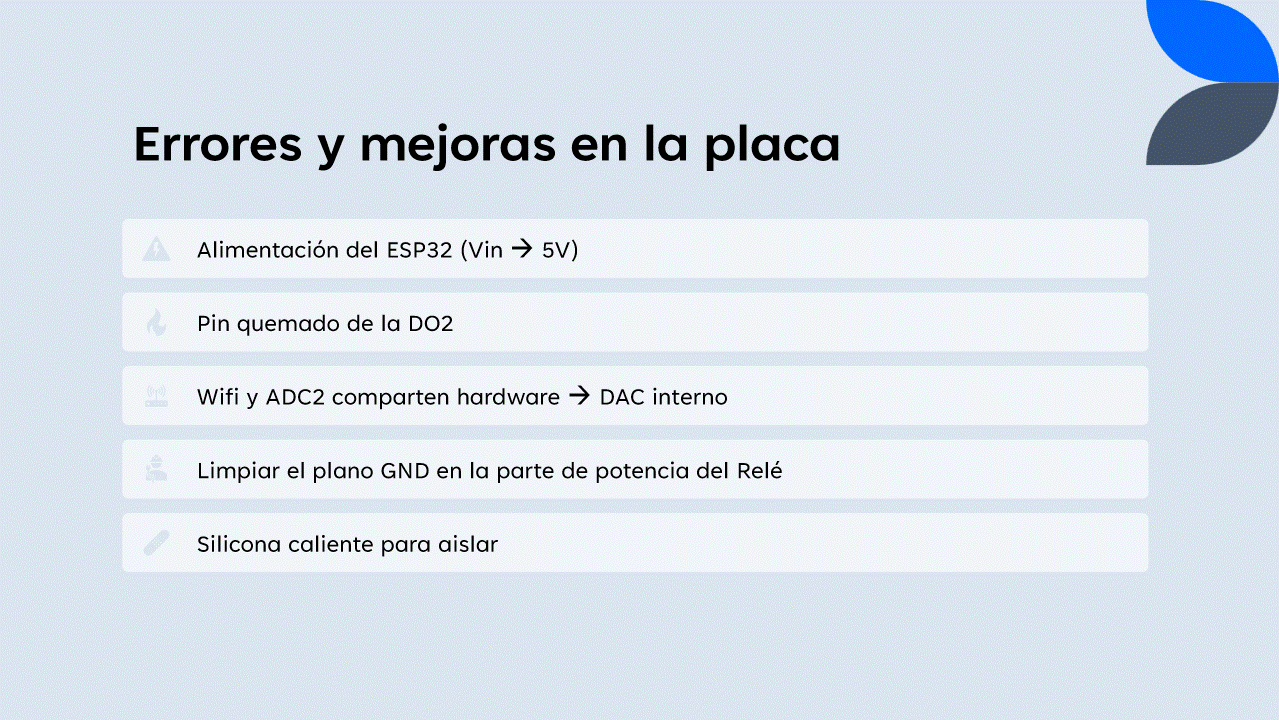 Errores y mejoras en la placa
Alimentación del ESP32 (Vin → 5V)
Pin quemado de la DO2
Wifi y ADC2 comparten hardware → DAC interno
Limpiar el plano GND en la parte de potencia del Relé
Silicona caliente para aislar